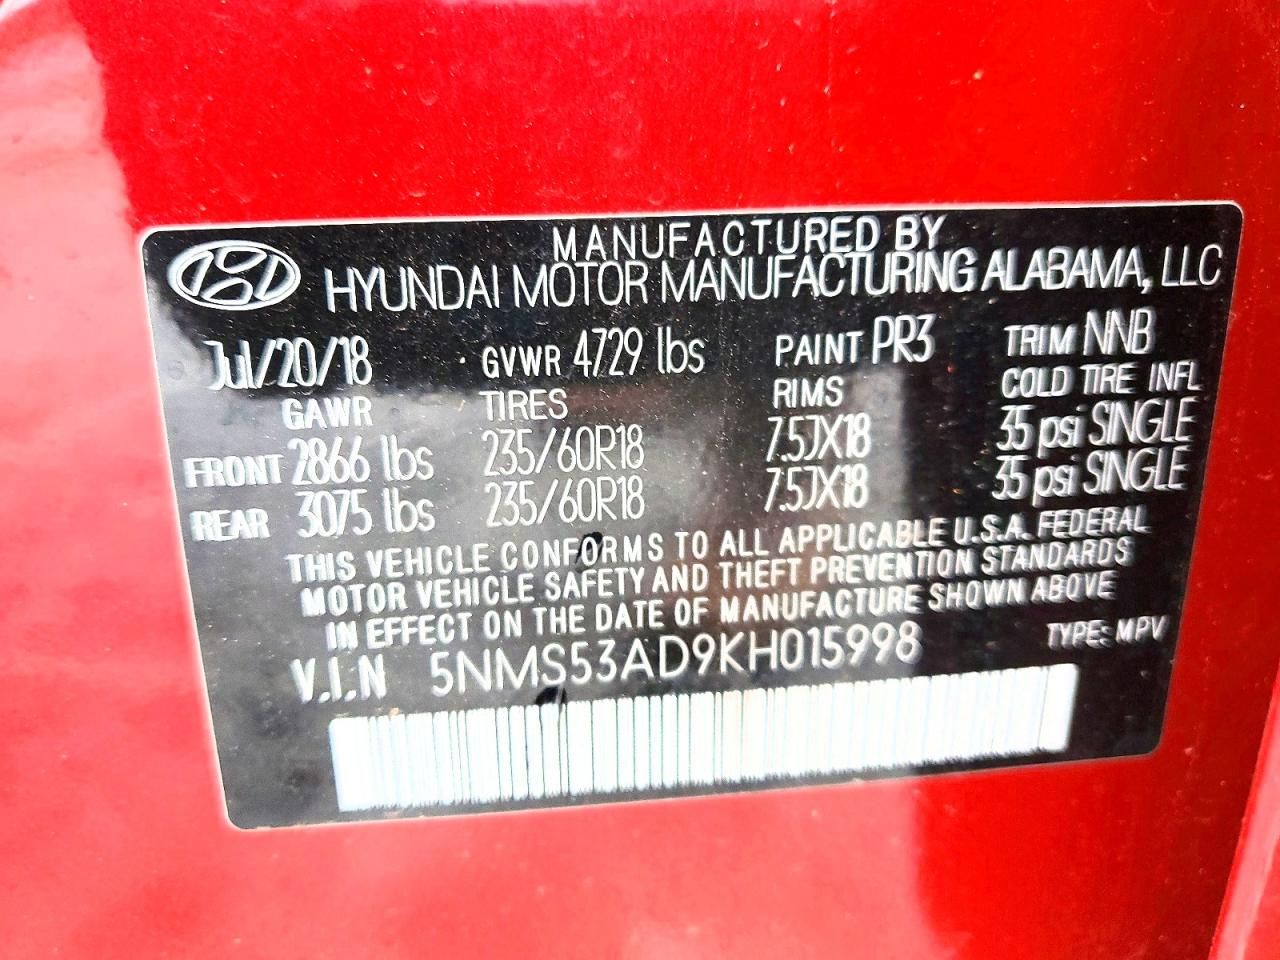 MANUFACTURED BY
HYUNDAI MOTOR MANUFACTURING ALABAMA, LLC
Jul/20/18 GVWR 4729 lbs PAINT PR3 TRIM NNB
GAWR TIRES RIMS COLD TIRE INFL
FRONT 2866 lbs 235/60R18 7.5JX18 35 psi SINGLE
REAR 3075 lbs 235/60R18 7.5JX18 35 psi SINGLE
THIS VEHICLE CONFORMS TO ALL APPLICABLE U.S.A. FEDERAL
MOTOR VEHICLE SAFETY AND THEFT PREVENTION STANDARDS
IN EFFECT ON THE DATE OF MANUFACTURE SHOWN ABOVE
V.I.N 5NMS53AD9KH015998 TYPE: MPV